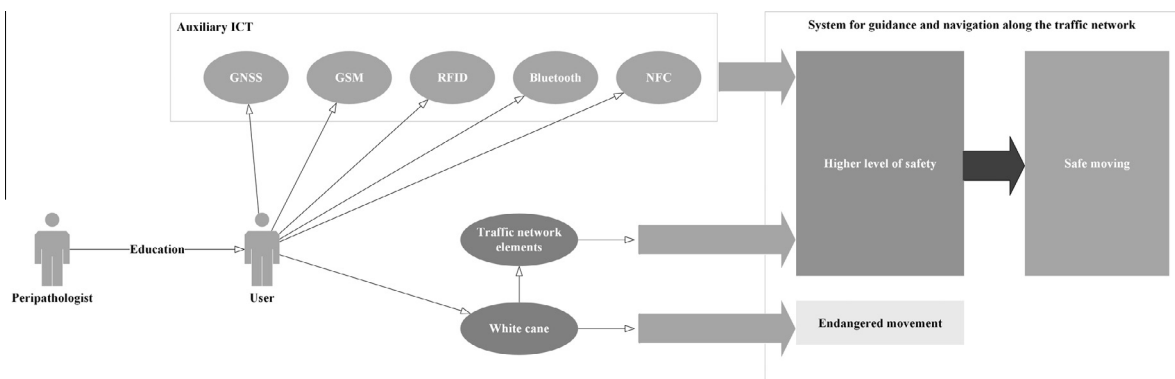 Auxiliary ICT
System for guidance and navigation along the traffic network
GNSS
GSM
RFID
Bluetooth
NFC
Higher level of safety
Safe moving
Traffic network
elements
Education
Peripathologist
User
White cane
Endangered movement